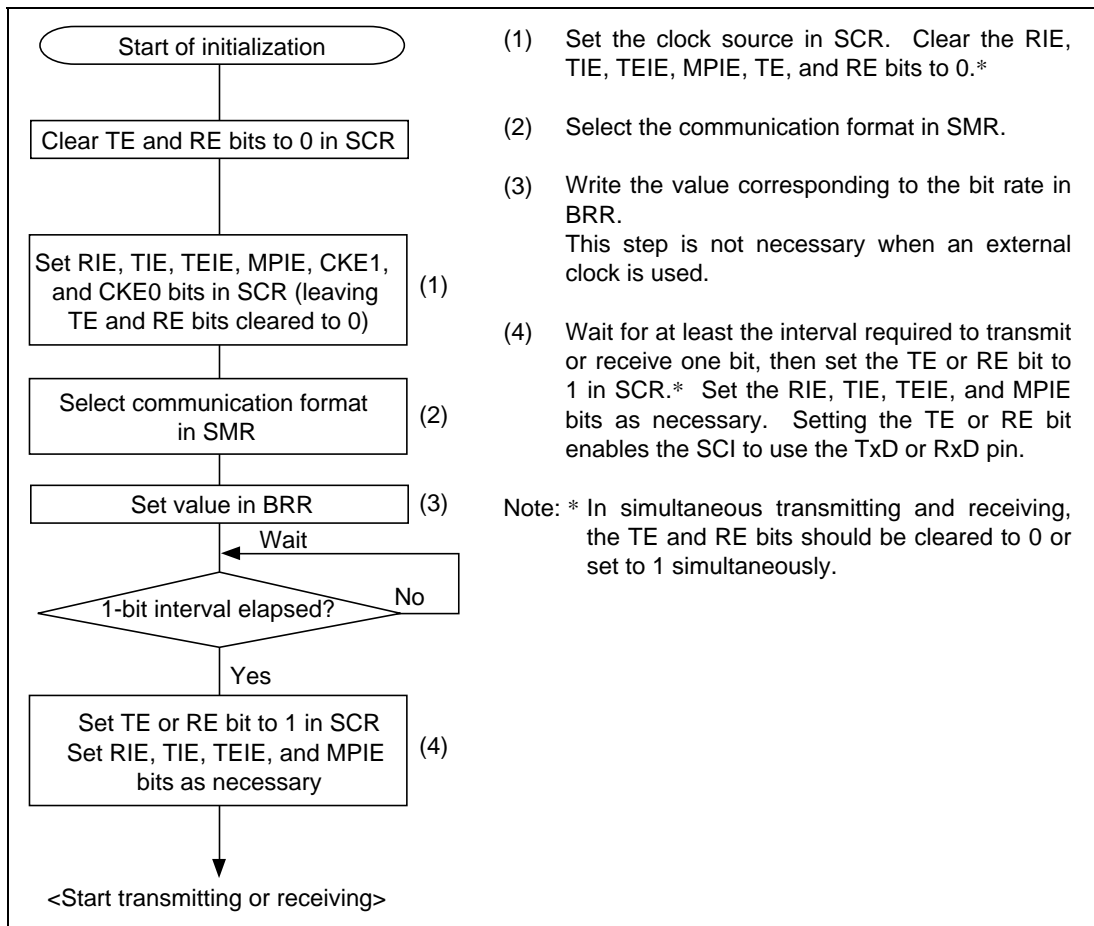 Start of initialization
Clear TE and RE bits to 0 in SCR
Set RIE, TIE, TEIE, MPIE, CKE1,
and CKE0 bits in SCR (leaving
TE and RE bits cleared to 0)
(1)
Select communication format
in SMR
(2)
Set value in BRR
(3)
Wait
1-bit interval elapsed?
No
Yes
Set TE or RE bit to 1 in SCR
Set RIE, TIE, TEIE, and MPIE
bits as necessary
(4)
<Start transmitting or receiving>
(1) Set the clock source in SCR. Clear the RIE,
TIE, TEIE, MPIE, TE, and RE bits to 0.*
(2) Select the communication format in SMR.
(3) Write the value corresponding to the bit rate in
BRR.
This step is not necessary when an external
clock is used.
(4) Wait for at least the interval required to transmit
or receive one bit, then set the TE or RE bit to
1 in SCR.* Set the RIE, TIE, TEIE, and MPIE
bits as necessary. Setting the TE or RE bit
enables the SCI to use the TxD or RxD pin.
Note: * In simultaneous transmitting and receiving,
the TE and RE bits should be cleared to 0 or
set to 1 simultaneously.